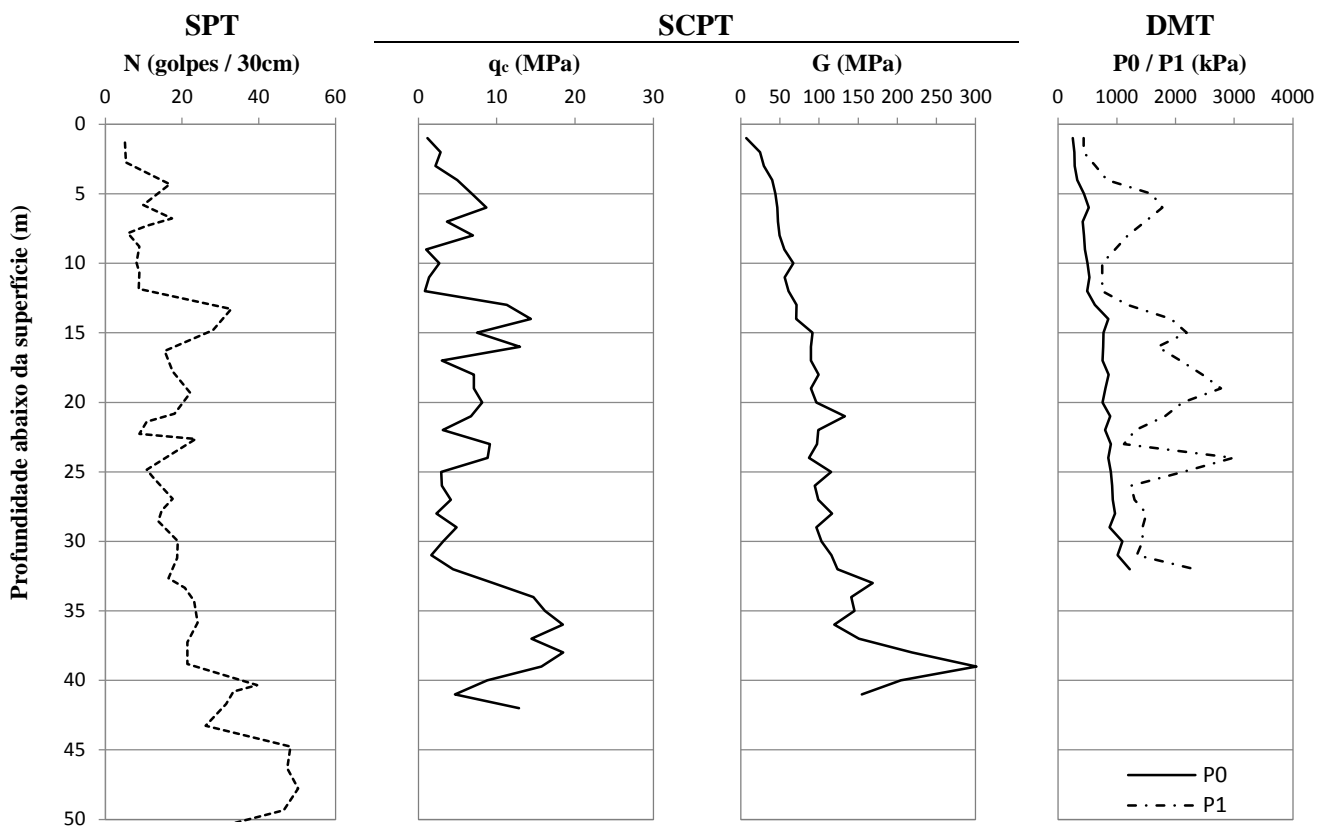 SPT SCPT DMT
N (golpes / 30cm) qc (MPa) G (MPa) P0 / P1 (kPa)
0 20 40 60 0 10 20 30 0 50 100 150 200 250 300 0 1000 2000 3000 4000
Profundidade abaixo da superfície (m)
0
5
10
15
20
25
30
35
40
45
50
P0
P1